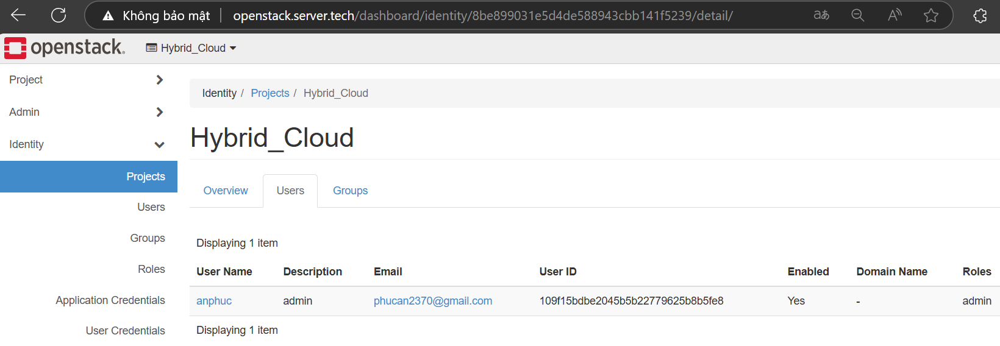 Không bảo mật openstack.server.tech/dashboard/identity/8be899031e5d4de588943cbb141f5239/detail/ aあ A
openstack. Hybrid_Cloud
Project
Admin
Identity
Projects
Users
Groups
Roles
Application Credentials
User Credentials
Identity / Projects / Hybrid_Cloud
Hybrid_Cloud
Overview Users Groups
Displaying 1 item
User Name Description Email User ID Enabled Domain Name Roles
anphuc admin phucan2370@gmail.com 109f15bdbe2045b5b22779625b8b5fe8 Yes - admin
Displaying 1 item